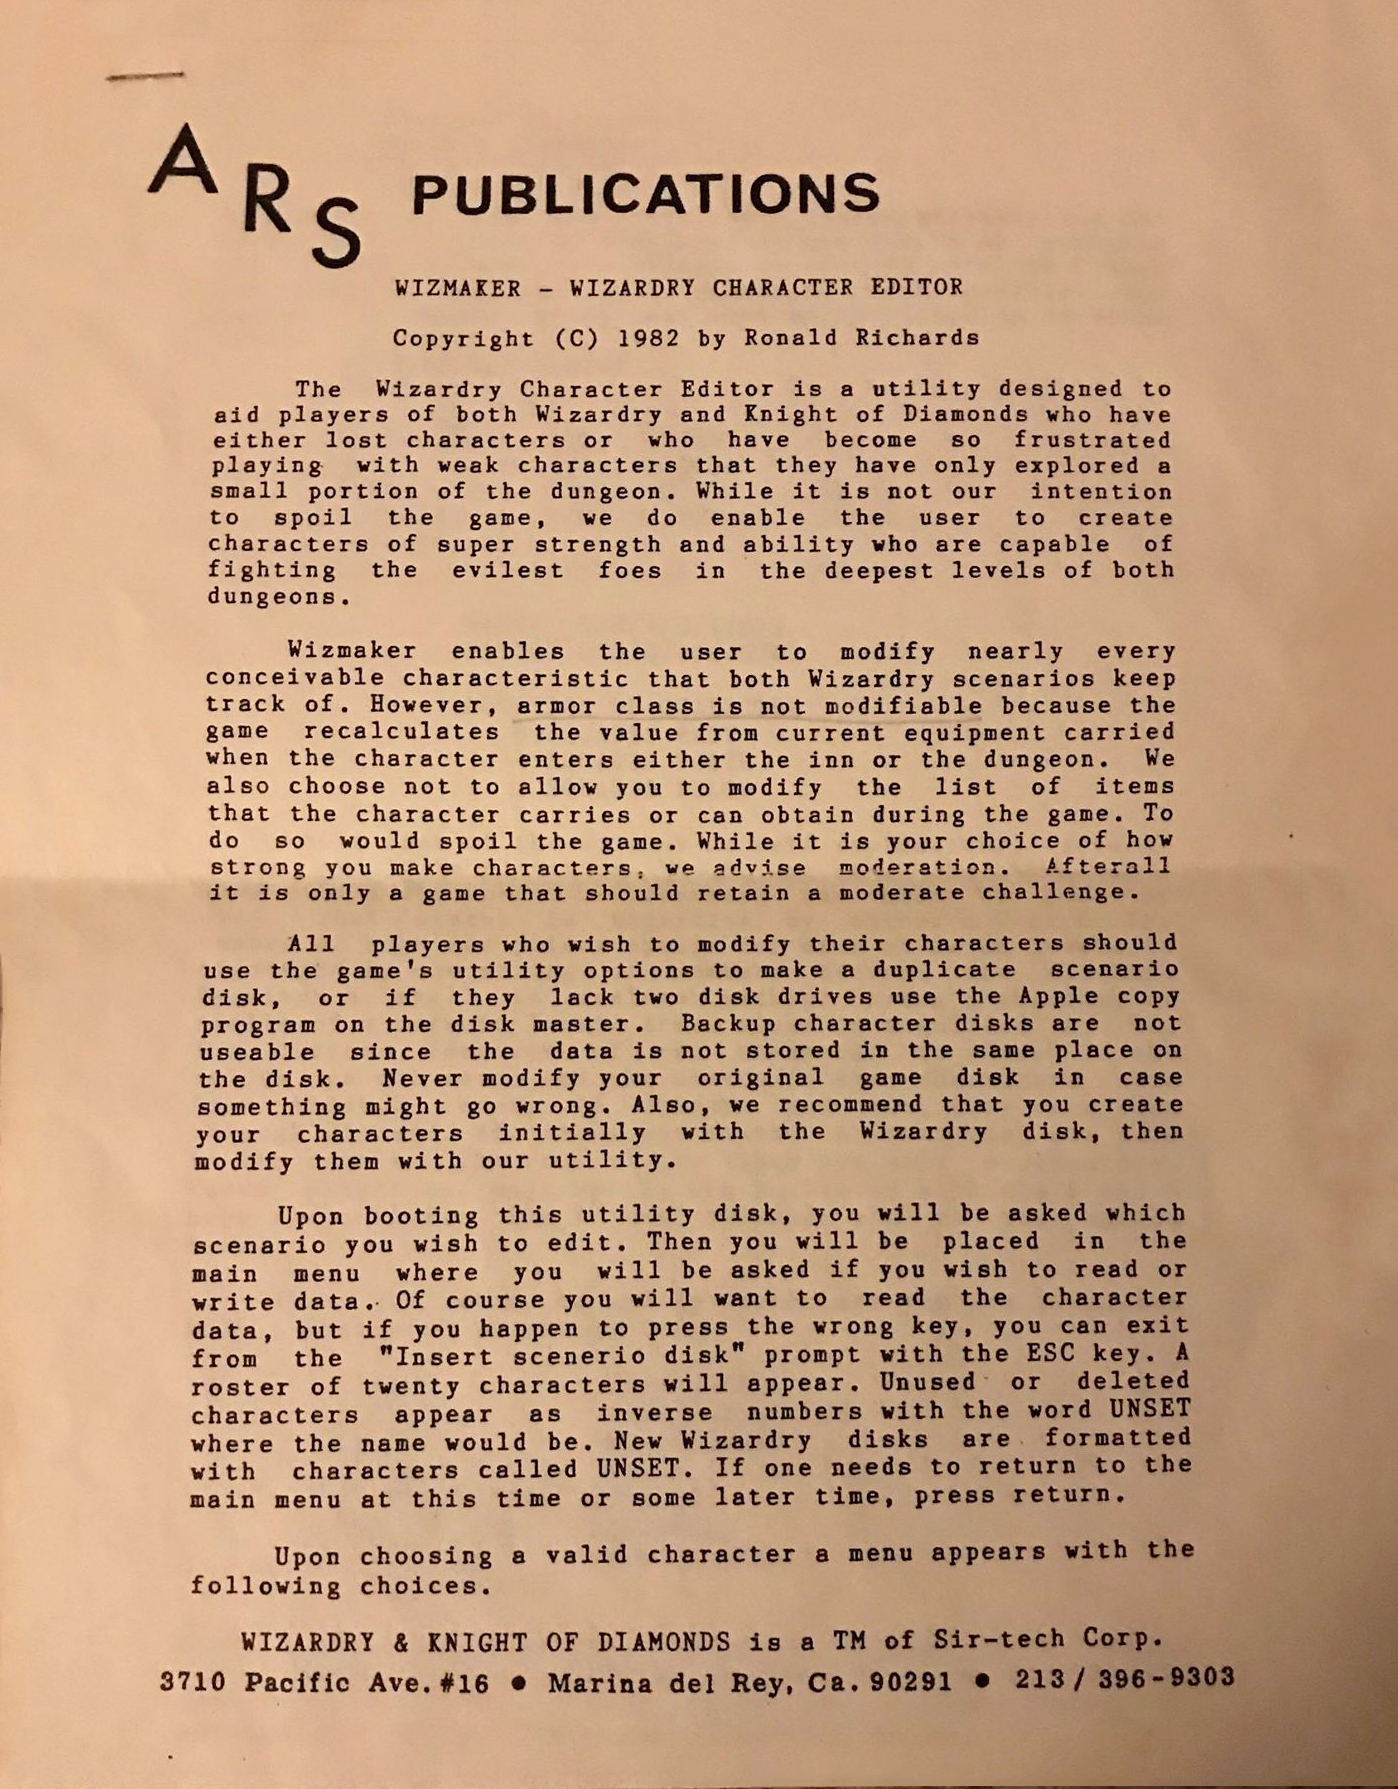 ARS PUBLICATIONS
WIZMAKER - WIZARDRY CHARACTER EDITOR
Copyright (C) 1982 by Ronald Richards
The Wizardry Character Editor is a utility designed to
aid players of both Wizardry and Knight of Diamonds who have
either lost characters or who have become so frustrated
playing with weak characters that they have only explored a
small portion of the dungeon. While it is not our intention
to spoil the game, we do enable the user to create
characters of super strength and ability who are capable of
fighting the evilest foes in the deepest levels of both
dungeons.
Wizmaker enables the user to modify nearly every
conceivable characteristic that both Wizardry scenarios keep
track of. However, armor class is not modifiable because the
game recalculates the value from current equipment carried
when the character enters either the inn or the dungeon. We
also choose not to allow you to modify the list of items
that the character carries or can obtain during the game. To
do so would spoil the game. While it is your choice of how
strong you make characters, we advise moderation. Afterall
it is only a game that should retain a moderate challenge.
All players who wish to modify their characters should
use the game's utility options to make a duplicate scenario
disk, or if they lack two disk drives use the Apple copy
program on the disk master. Backup character disks are not
useable since the data is not stored in the same place on
the disk. Never modify your original game disk in case
something might go wrong. Also, we recommend that you create
your characters initially with the Wizardry disk, then
modify them with our utility.
Upon booting this utility disk, you will be asked which
scenario you wish to edit. Then you will be placed in the
main menu where you will be asked if you wish to read or
write data. Of course you will want to read the character
data, but if you happen to press the wrong key, you can exit
from the "Insert scenerio disk" prompt with the ESC key. A
roster of twenty characters will appear. Unused or deleted
characters appear as inverse numbers with the word UNSET
where the name would be. New Wizardry disks are formatted
with characters called UNSET. If one needs to return to the
main menu at this time or some later time, press return.
Upon choosing a valid character a menu appears with the
following choices.
WIZARDRY & KNIGHT OF DIAMONDS is a TM of Sir-tech Corp.
3710 Pacific Ave. #16 ● Marina del Rey, Ca. 90291 ● 213 / 396-9303